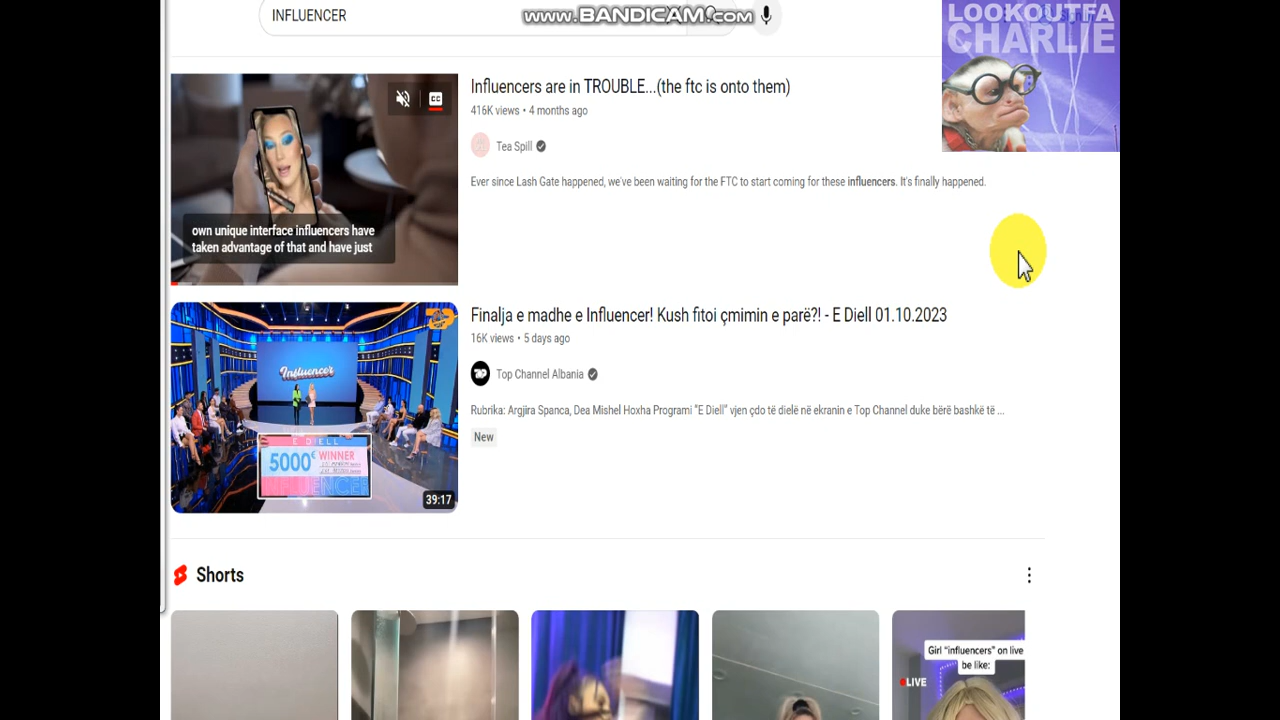 INFLUENCER
www.BANDICAM.com
LOOKOUTFA
CHARLIE
Influencers are in TROUBLE...(the ftc is onto them)
416K views • 4 months ago
CC
Tea Spill
Ever since Lash Gate happened, we've been waiting for the FTC to start coming for these influencers. It's finally happened.
own unique interface influencers have
taken advantage of that and have just
Finalja e madhe e Influencer! Kush fitoi çmimin e parë?! - E Diell 01.10.2023
16K views • 5 days ago
Influencer
Top Channel Albania
Rubrika: Argjira Spanca, Dea Mishel Hoxha Programi "E Diell" vjen çdo të dielë në ekranin e Top Channel duke bërë bashkë të ...
New
E DIELL
5000€ WINNER
39:17
Shorts
Girl "influencers" on live
be like:
LIVE